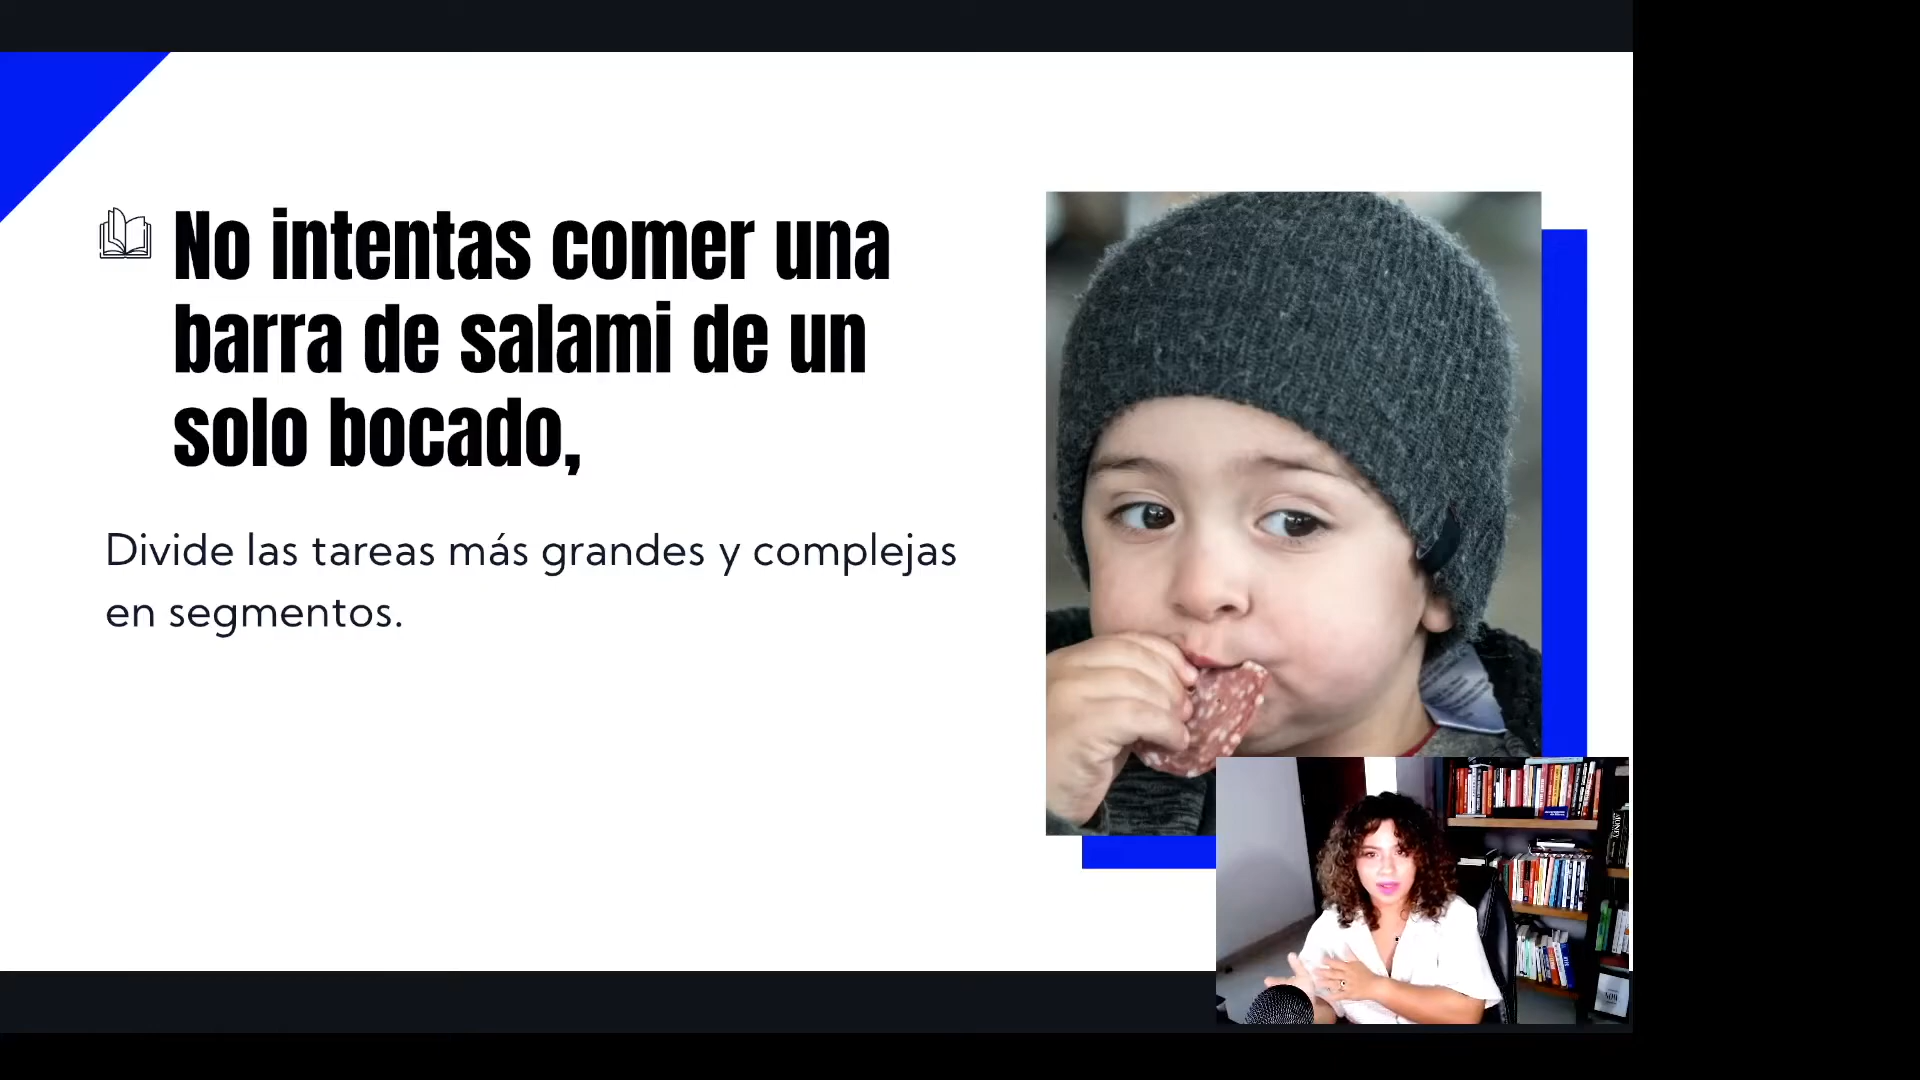 No intentas comer una
barra de salami de un
solo bocado,
Divide las tareas más grandes y complejas
en segmentos.